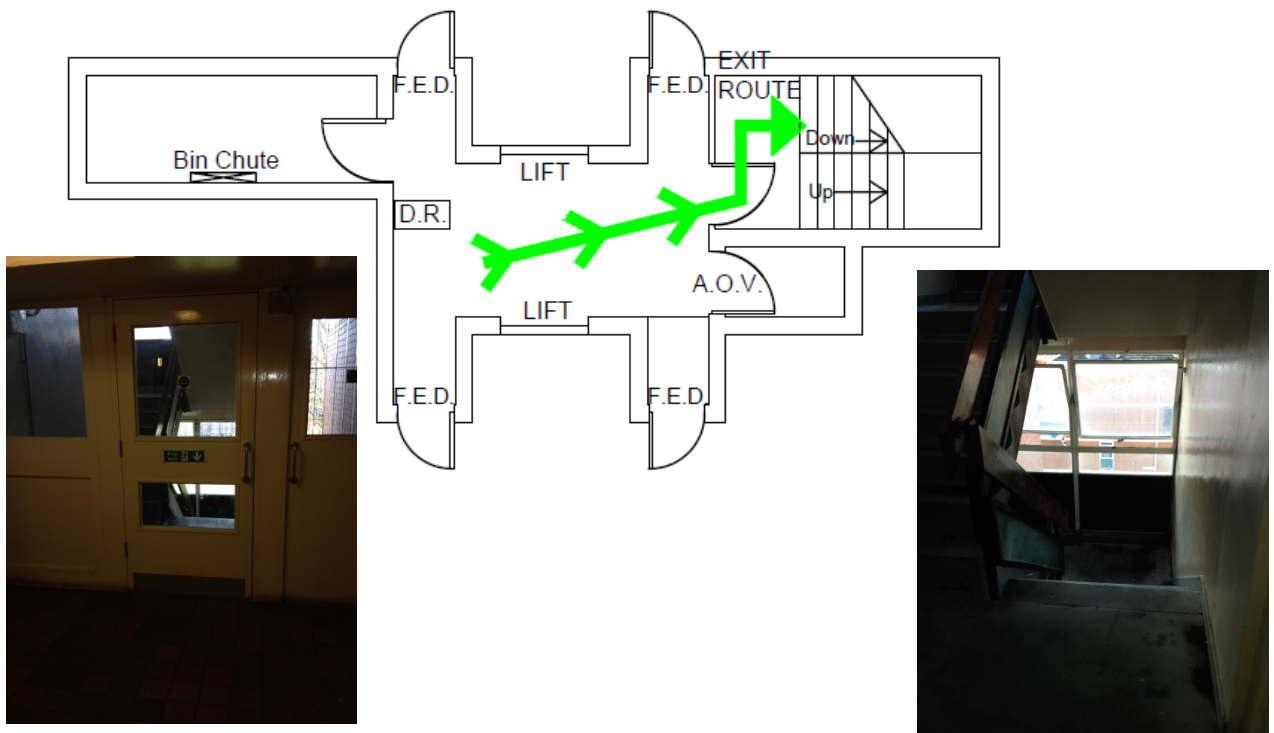 EXIT
F.E.D.
F.E.D.
ROUTE
Down
Bin Chute
LIFT
Up
D.R.
A.O.V.
LIFT
F.E.D.
F.E.D.